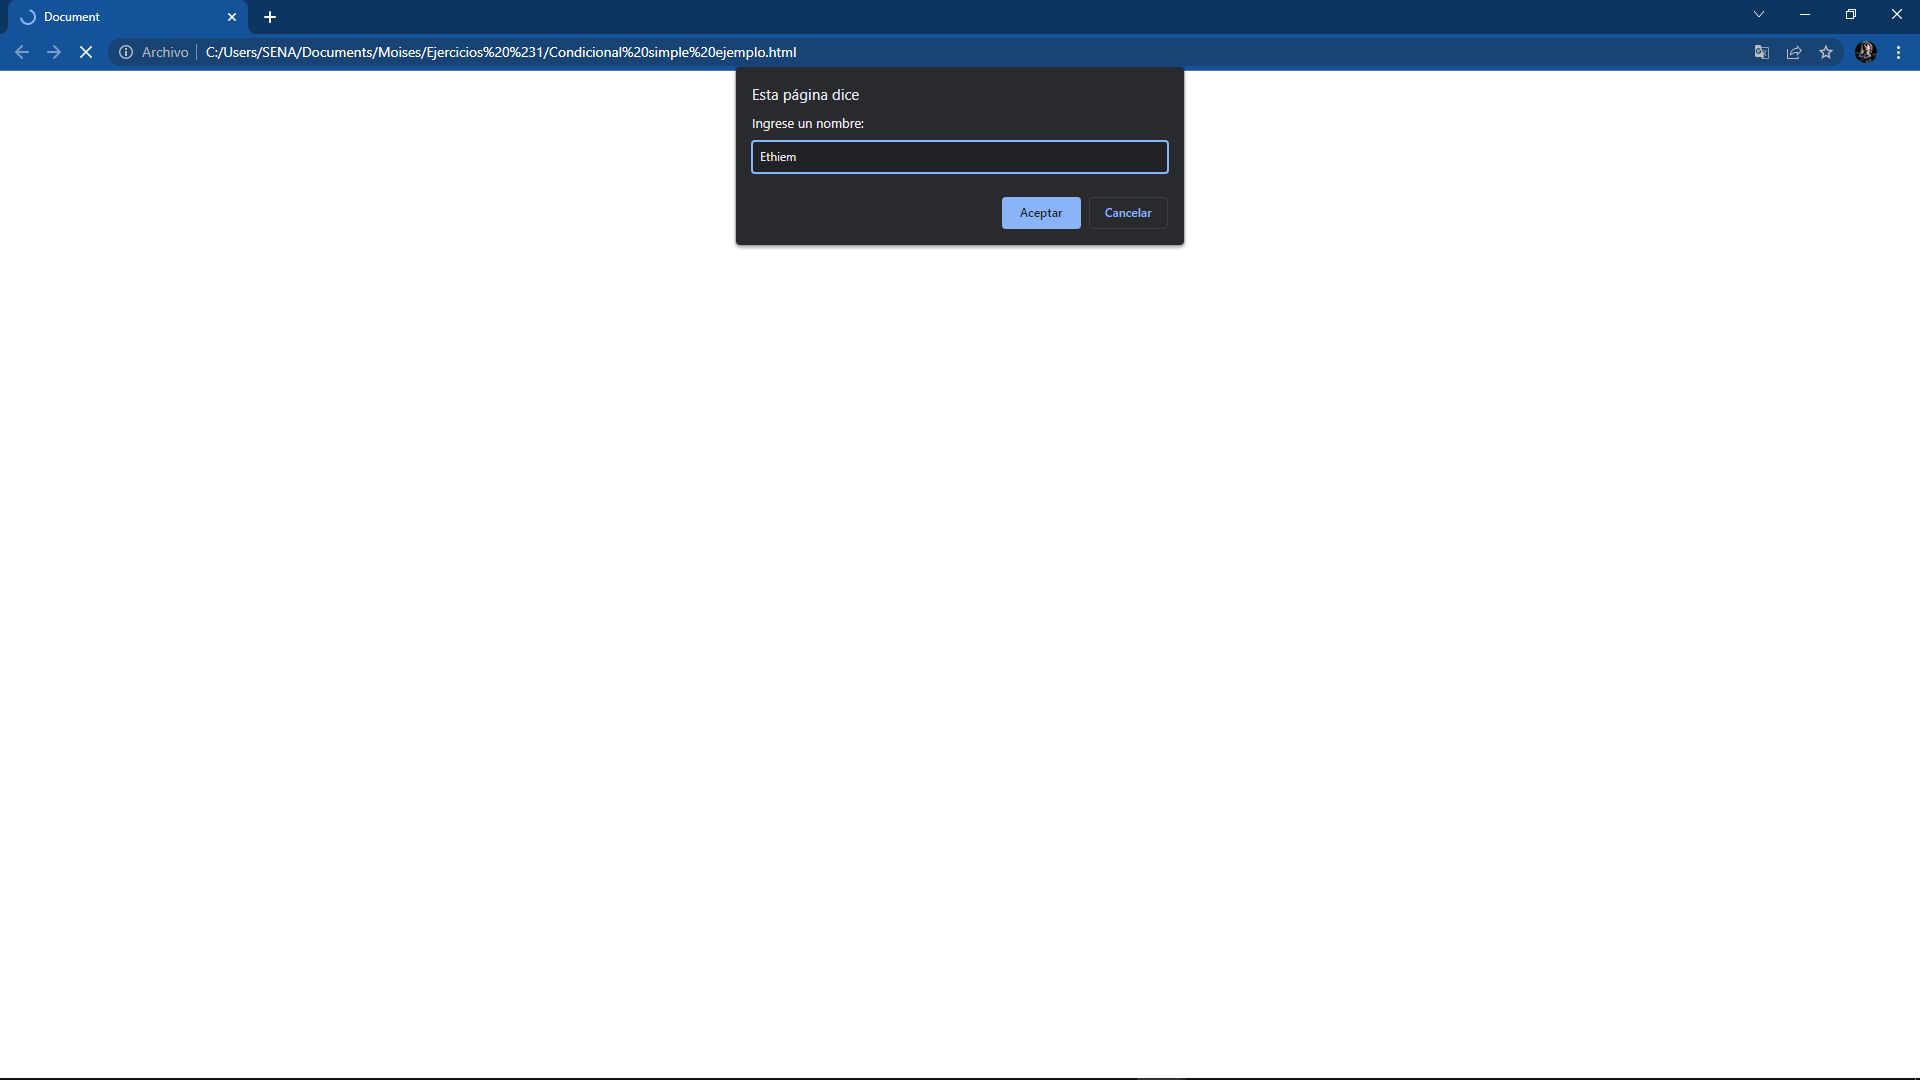 Document
Archivo C:/Users/SENA/Documents/Moises/Ejercicios%20%231/Condicional%20simple%20ejemplo.html
Esta página dice
Ingrese un nombre:
Ethiem
Aceptar Cancelar